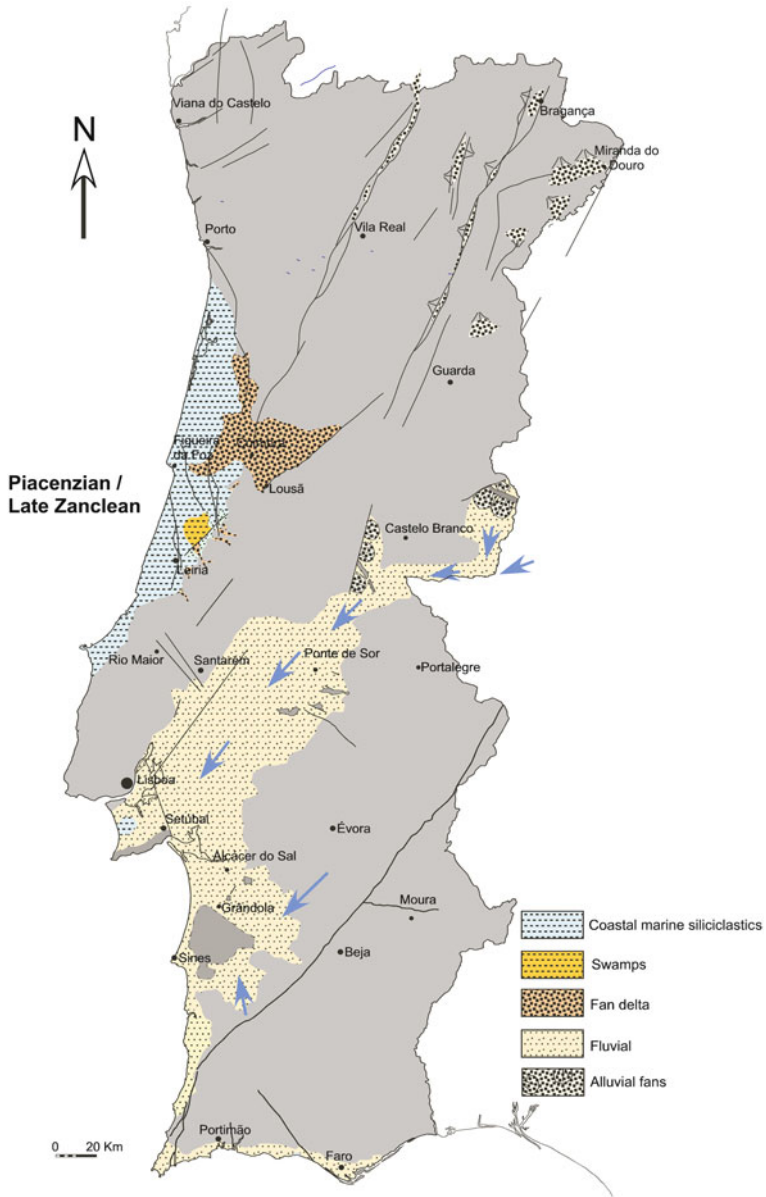 Viana do Castelo
Bragança
N
Miranda do
Douro
Porto
Vila Real
Guarda
Figueira
da Foz
Coimbra
Piacenzian /
Late Zanclean
Lousã
Castelo Branco
Leiria
Rio Maior
Santarém
Ponte de Sor
Portalegre
Lisboa
Setúbal
Évora
Alcácer do Sal
Grândola
Moura
Beja
Sines
Coastal marine siliciclastics
Swamps
Fan delta
Fluvial
Alluvial fans
Portimão
0 20 Km
Faro